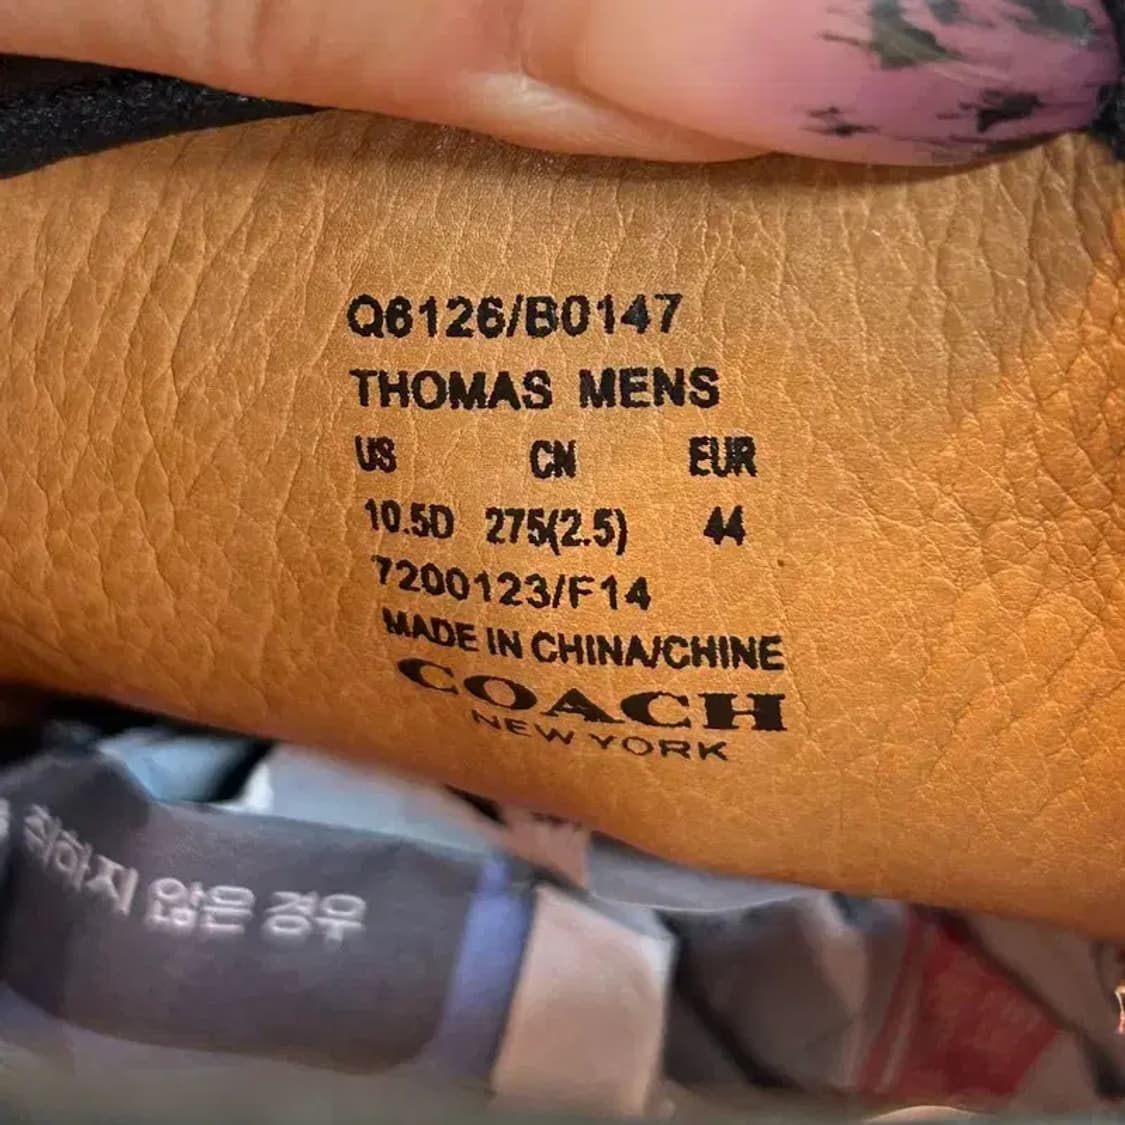 Q6126/B0147
THOMAS MENS
US CN EUR
10.5D 275(2.5) 44
7200123/F14
MADE IN CHINA/CHINE
COACH
NEW YORK
취하지 않은 경우